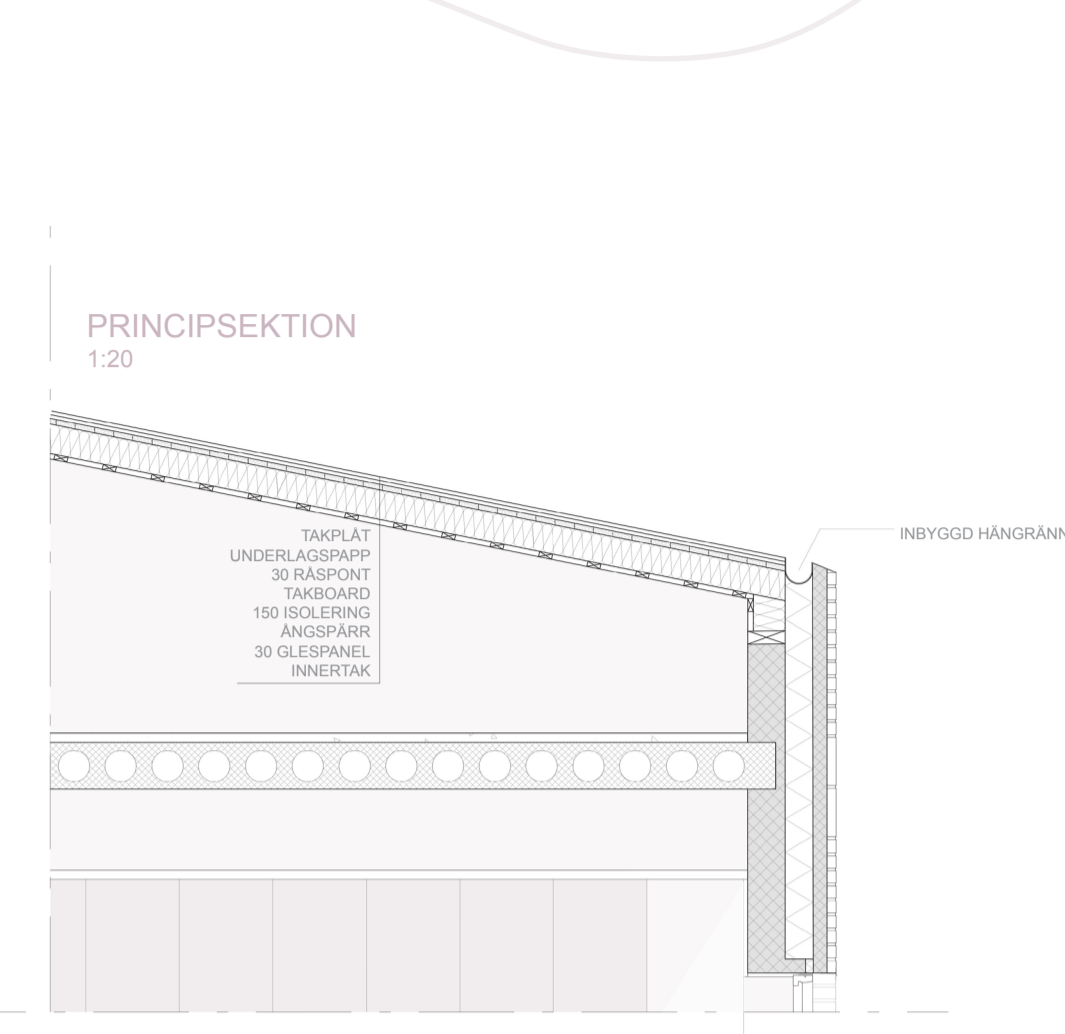 PRINCIPSEKTION
1:20
TAKPLÅT
UNDERLAGSPAPP
30 RÅSPONT
TAKBOARD
150 ISOLERING
ÅNGSPÄRR
30 GLESPANEL
INNERTAK
INBYGGD HÄNGRÄNN